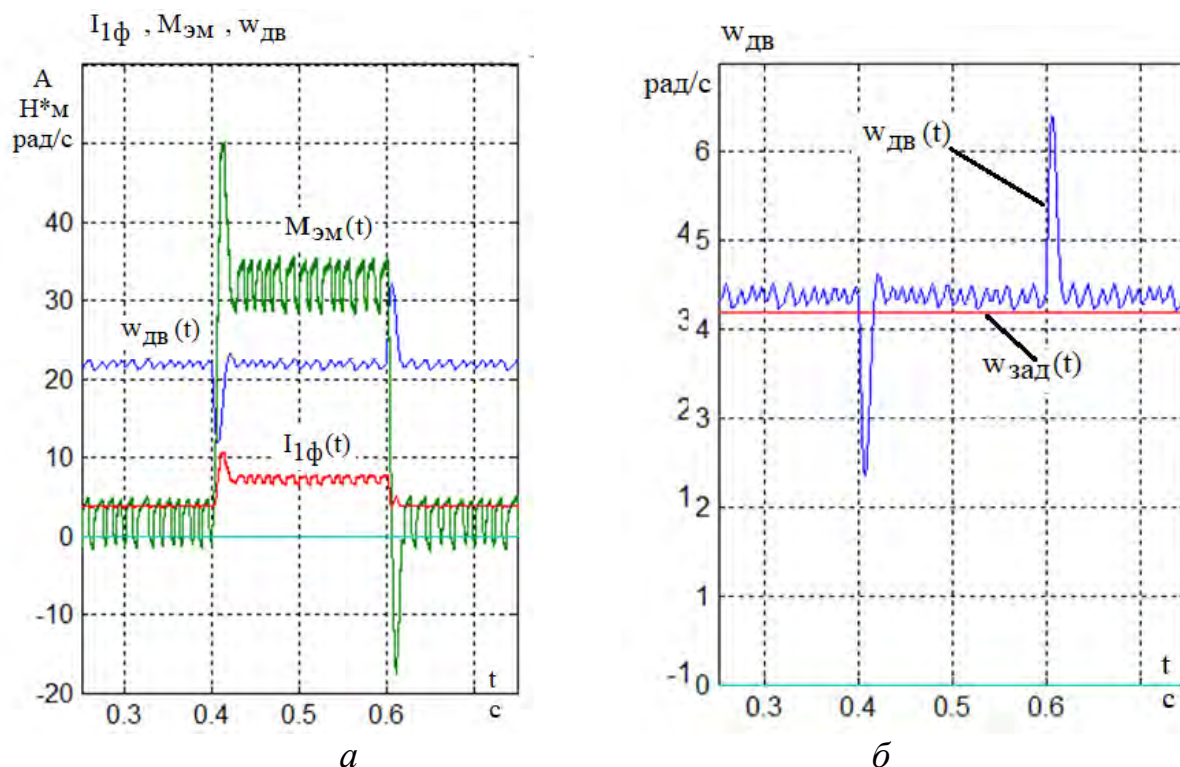 I1ф , Mэм , wдв
A
Н*м
рад/с
40
30
20
10
0
-10
-20
0.3
0.4
0.5
0.6
Mэм(t)
wдв(t)
I1ф(t)
t
с
а
wдв
рад/с
6
45
34
23
12
1
-10
0.3
0.4
0.5
0.6
wдв(t)
wзад(t)
t
с
б